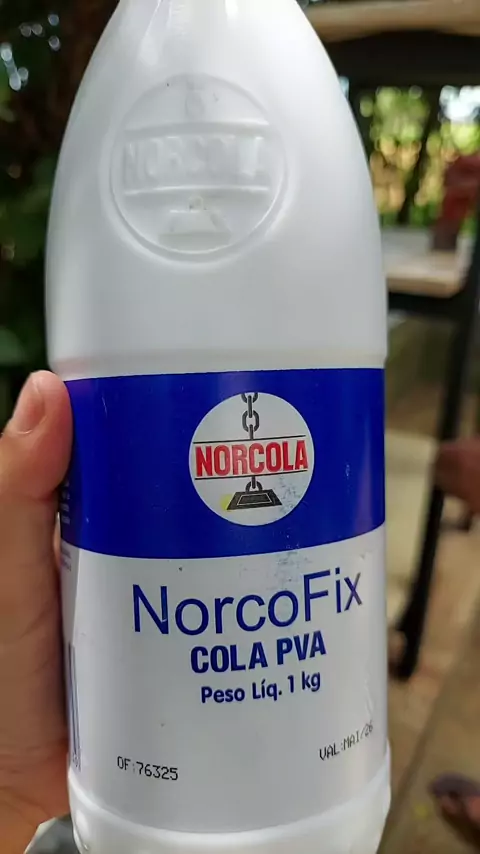 NORCOLA
NORCOLA
NorcoFix
COLA PVA
Peso Líq. 1 kg
OF:76325
VAL:MAI/26